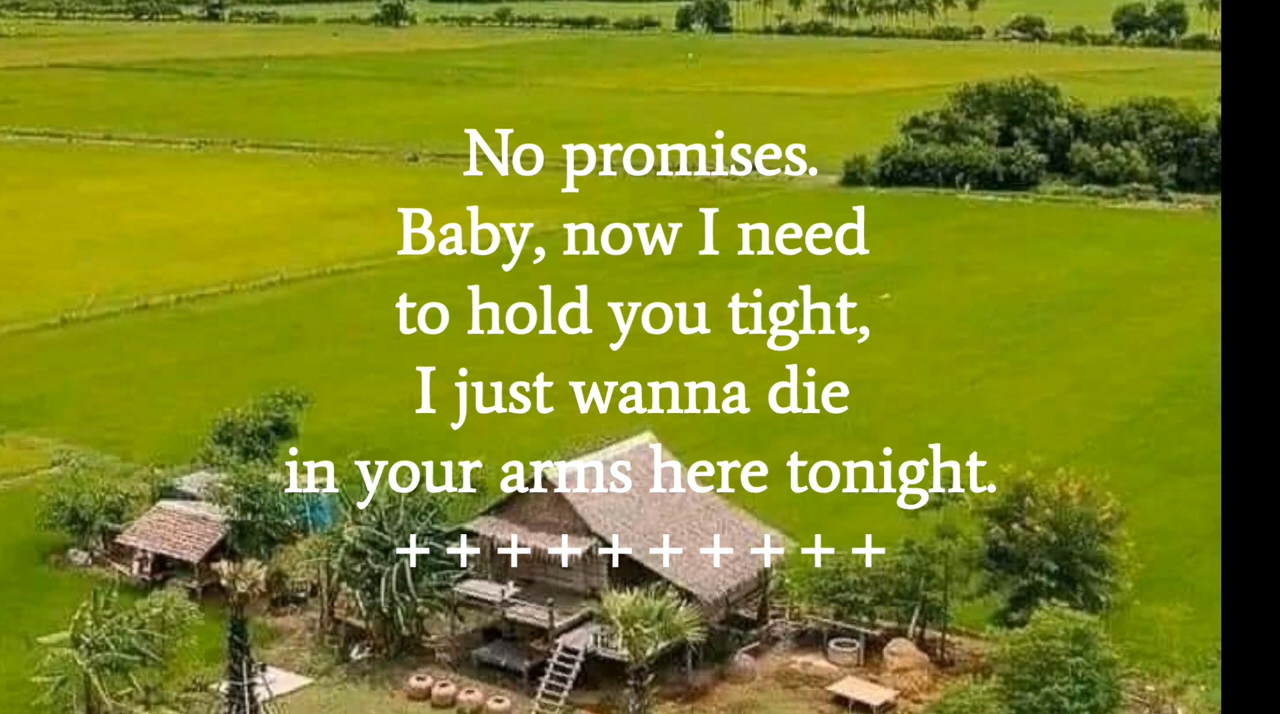 No promises.
Baby, now I need
to hold you tight,
I just wanna die
in your arms here tonight.
+ + + + + + + + + +